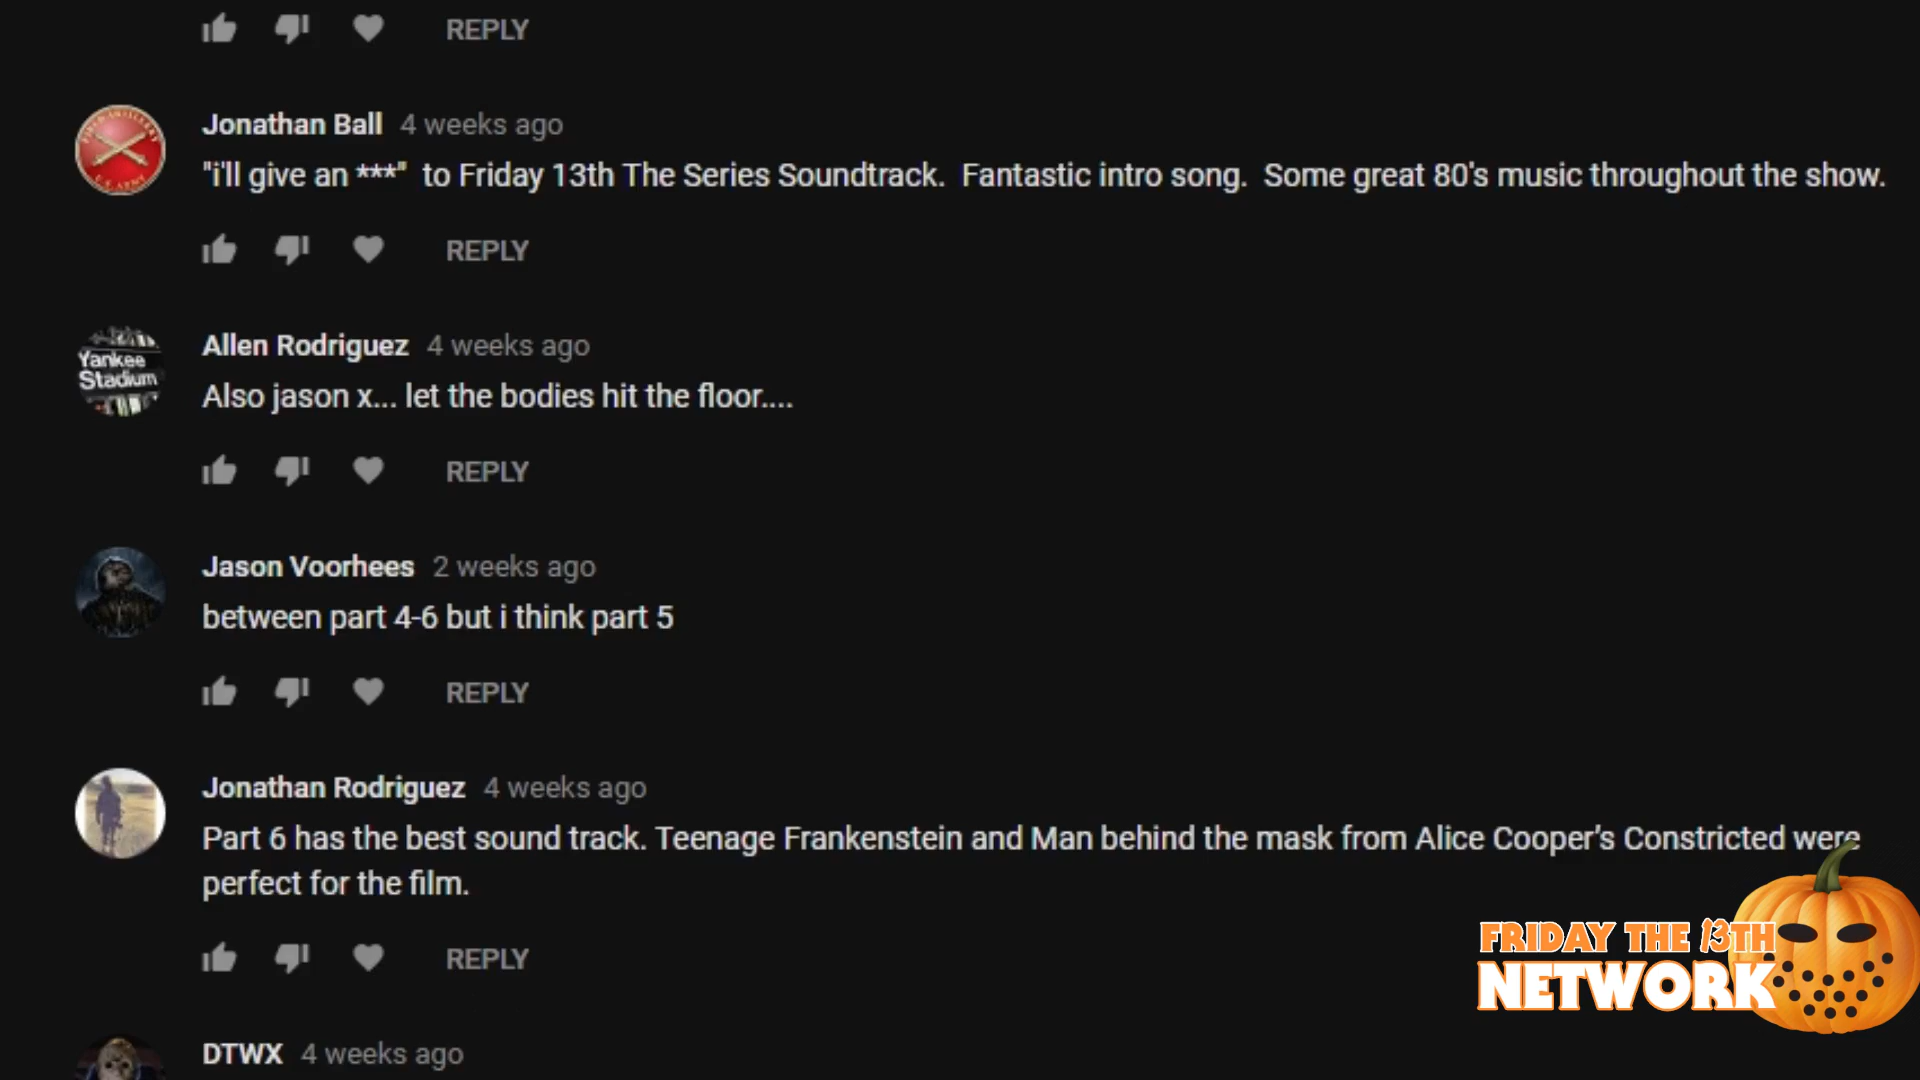 REPLY
Jonathan Ball 4 weeks ago
"i'll give an ***"  to Friday 13th The Series Soundtrack.  Fantastic intro song.  Some great 80's music throughout the show.
REPLY
Yankee
Stadium
Allen Rodriguez 4 weeks ago
Also jason x... let the bodies hit the floor....
REPLY
Jason Voorhees 2 weeks ago
between part 4-6 but i think part 5
REPLY
Jonathan Rodriguez 4 weeks ago
Part 6 has the best sound track. Teenage Frankenstein and Man behind the mask from Alice Cooper's Constricted were
perfect for the film.
REPLY
FRIDAY THE 13TH
NETWORK
DTWX 4 weeks ago